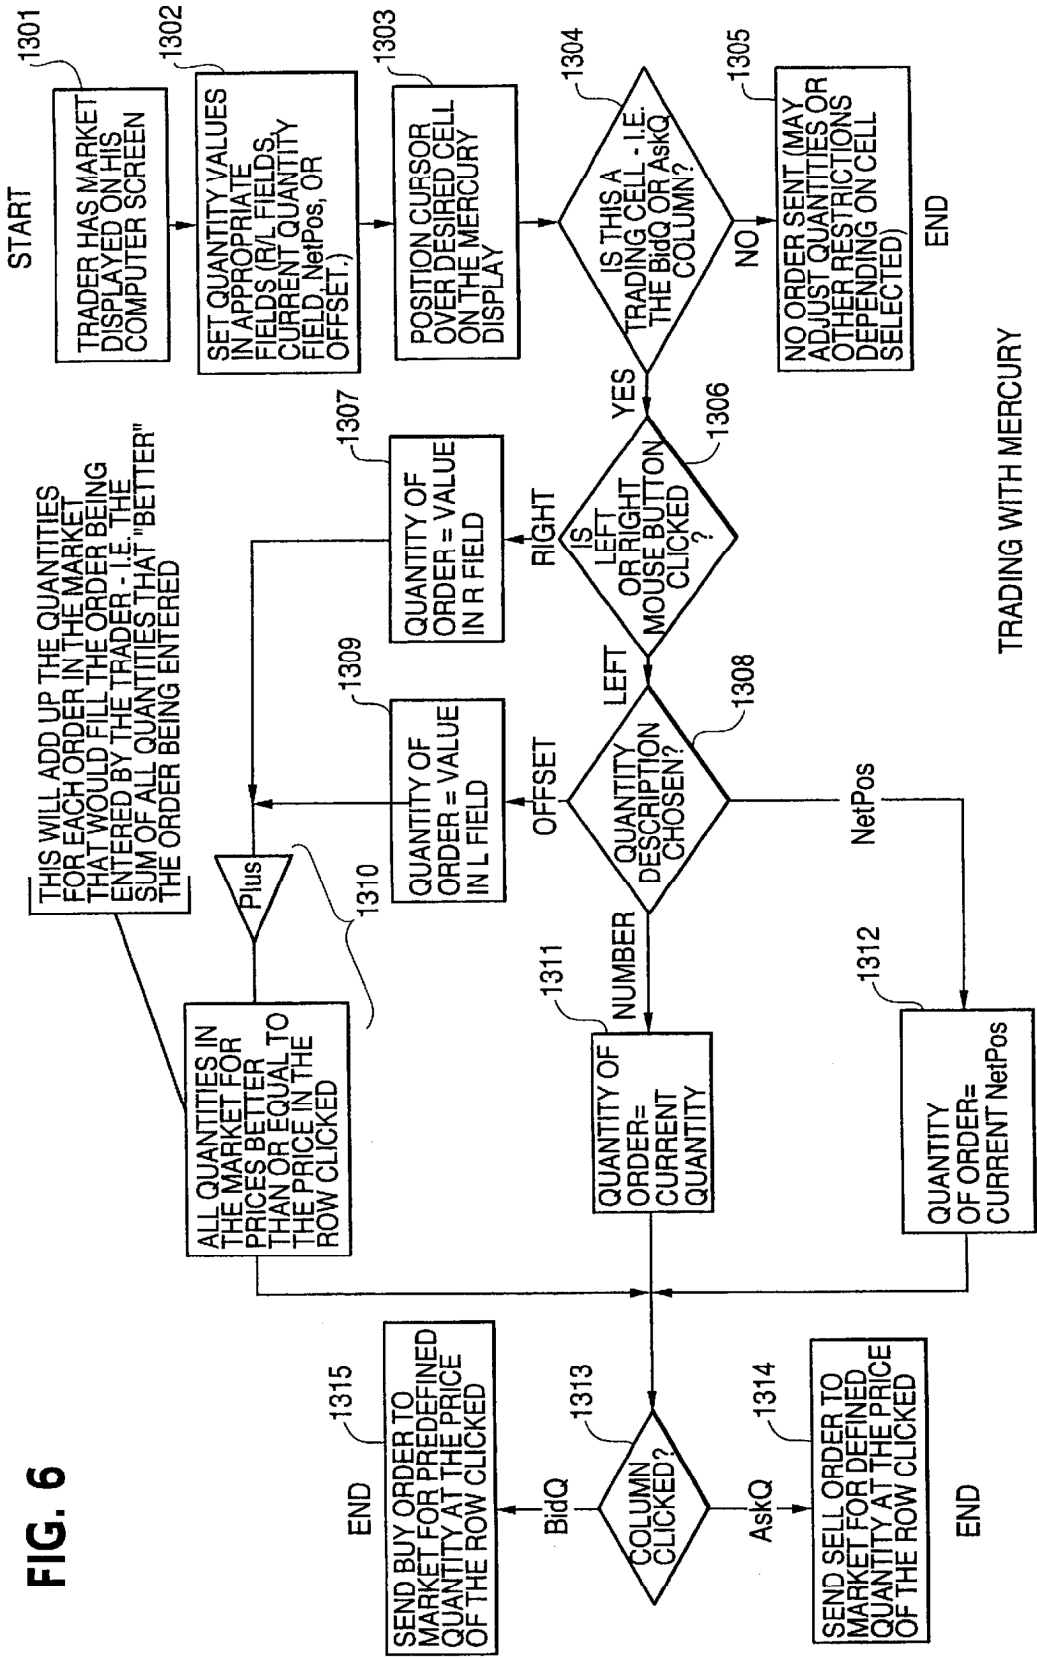 FIG. 6
START
1301
TRADER HAS MARKET
DISPLAYED ON HIS
COMPUTER SCREEN
1302
SET QUANTITY VALUES
IN APPROPRIATE
FIELDS (R/L FIELDS,
CURRENT QUANTITY
FIELD, NetPos, OR
OFFSET.)
1303
POSITION CURSOR
OVER DESIRED CELL
ON THE MERCURY
DISPLAY
1304
IS THIS A
TRADING CELL - I.E.
THE BidQ OR AskQ
COLUMN?
NO
1305
NO ORDER SENT (MAY
ADJUST QUANTITIES OR
OTHER RESTRICTIONS
DEPENDING ON CELL
SELECTED)
END
YES
1306
IS
LEFT
OR RIGHT
MOUSE BUTTON
CLICKED
?
RIGHT
1307
QUANTITY OF
ORDER = VALUE
IN R FIELD
LEFT
1308
QUANTITY
DESCRIPTION
CHOSEN?
OFFSET
1309
QUANTITY OF
ORDER = VALUE
IN L FIELD
Plus
1310
THIS WILL ADD UP THE QUANTITIES
FOR EACH ORDER IN THE MARKET
THAT WOULD FILL THE ORDER BEING
ENTERED BY THE TRADER - I.E. THE
SUM OF ALL QUANTITIES THAT "BETTER"
THE ORDER BEING ENTERED
ALL QUANTITIES IN
THE MARKET FOR
PRICES BETTER
THAN OR EQUAL TO
THE PRICE IN THE
ROW CLICKED
NUMBER
1311
QUANTITY OF
ORDER=
CURRENT
QUANTITY
NetPos
1312
QUANTITY
OF ORDER=
CURRENT NetPos
1313
COLUMN
CLICKED?
BidQ
1315
SEND BUY ORDER TO
MARKET FOR PREDEFINED
QUANTITY AT THE PRICE
OF THE ROW CLICKED
END
AskQ
1314
SEND SELL ORDER TO
MARKET FOR DEFINED
QUANTITY AT THE PRICE
OF THE ROW CLICKED
END
TRADING WITH MERCURY